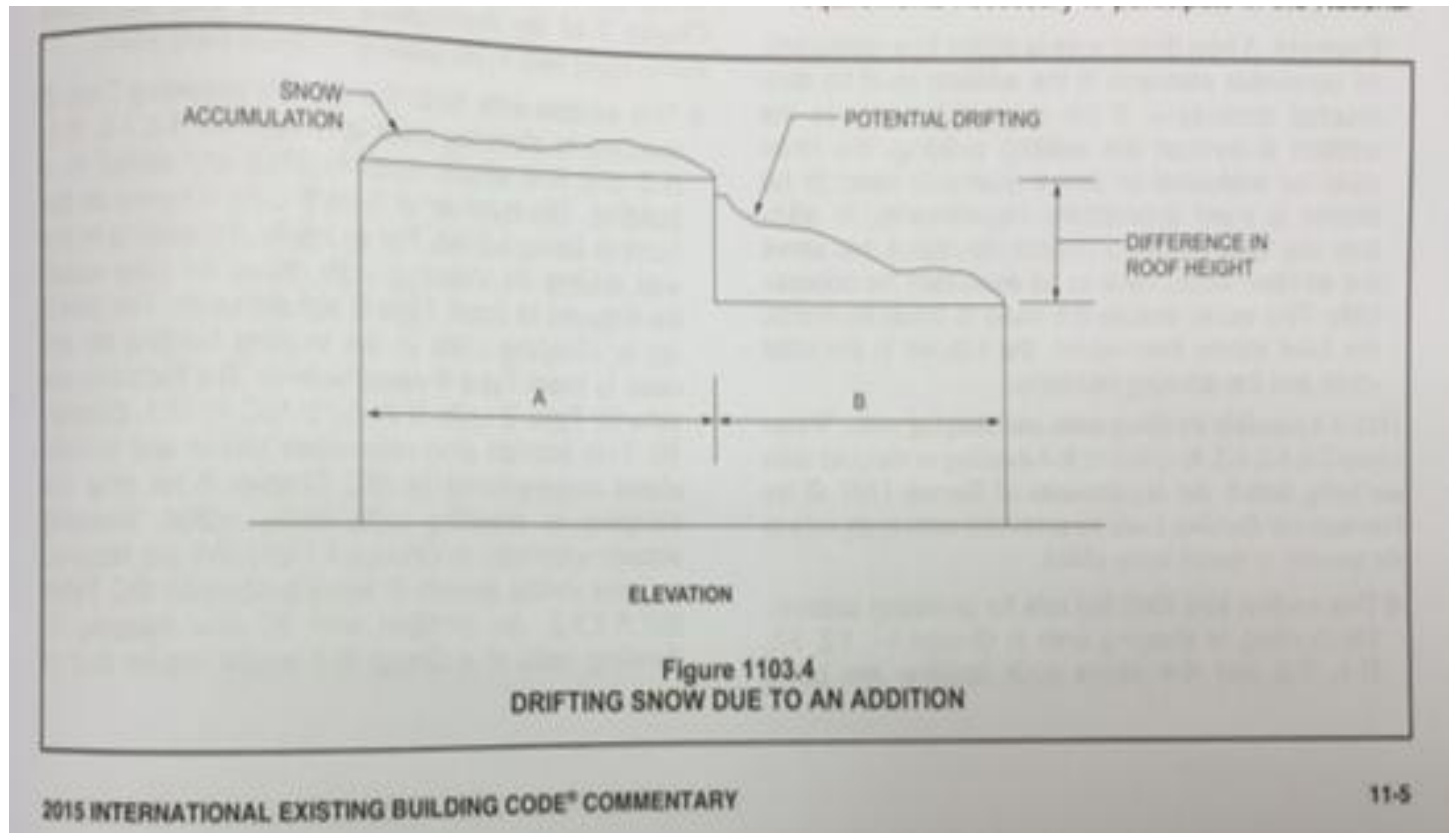 SNOW
ACCUMULATION
POTENTIAL DRIFTING
DIFFERENCE IN
ROOF HEIGHT
A
B
ELEVATION
Figure 1103.4
DRIFTING SNOW DUE TO AN ADDITION
2015 INTERNATIONAL EXISTING BUILDING CODE® COMMENTARY
11-5